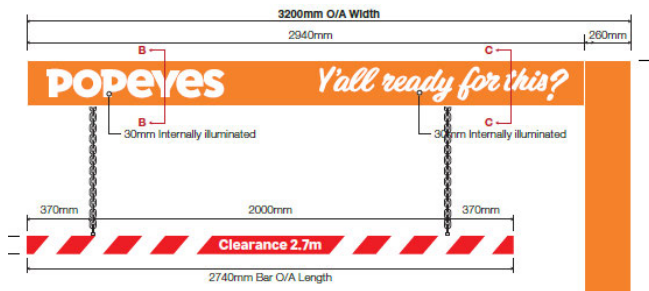 3200mm O/A Width
2940mm
260mm
B
C
POPEYES
Y'all ready for this?
B
30mm Internally illuminated
C
30mm Internally illuminated
370mm
2000mm
370mm
Clearance 2.7m
2740mm Bar O/A Length